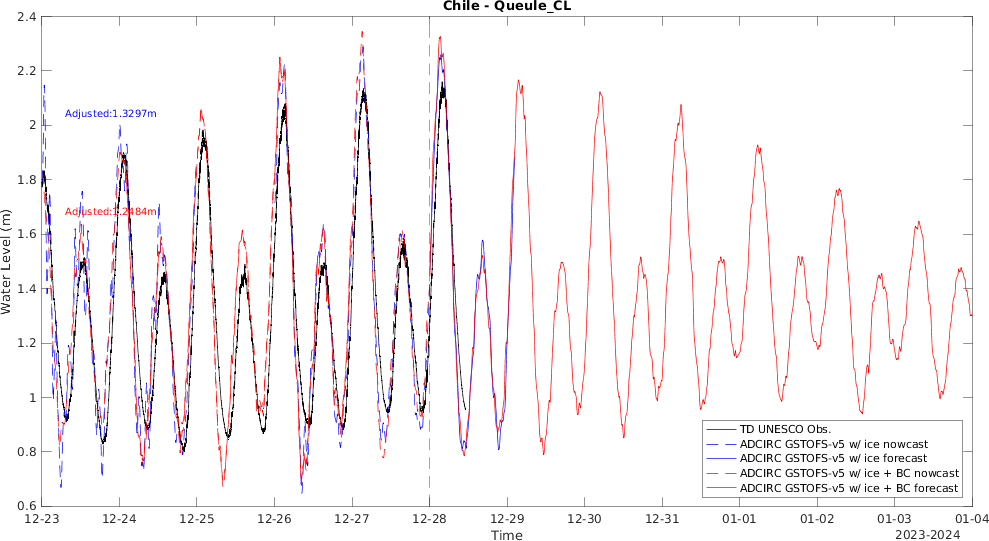 Chile - Queule_CL
2.4
2.2
2
1.8
1.6
1.4
1.2
1
0.8
0.6
Water Level (m)
Adjusted:1.3297m
Adjusted:1.2484m
TD UNESCO Obs.
ADCIRC GSTOFS-v5 w/ ice nowcast
ADCIRC GSTOFS-v5 w/ ice forecast
ADCIRC GSTOFS-v5 w/ ice + BC nowcast
ADCIRC GSTOFS-v5 w/ ice + BC forecast
12-23 12-24 12-25 12-26 12-27 12-28 12-29 12-30 12-31 01-01 01-02 01-03 01-04
Time
2023-2024